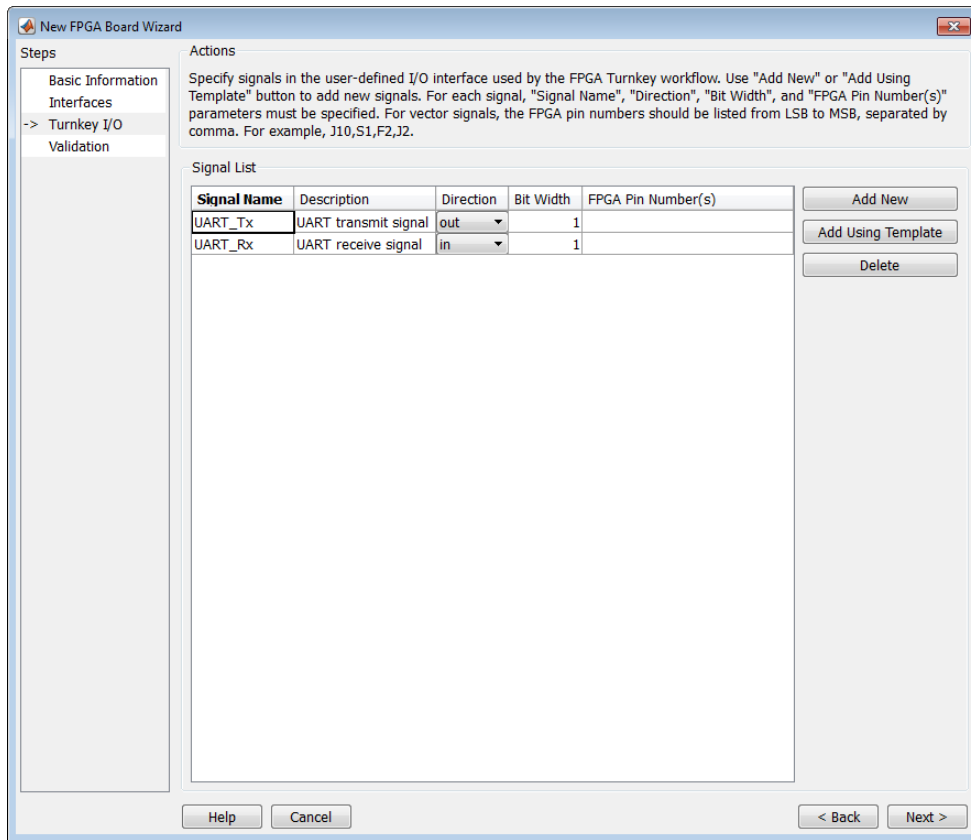 New FPGA Board Wizard
Steps
Basic Information
Interfaces
-> Turnkey I/O
Validation
Actions
Specify signals in the user-defined I/O interface used by the FPGA Turnkey workflow. Use "Add New" or "Add Using
Template" button to add new signals. For each signal, "Signal Name", "Direction", "Bit Width", and "FPGA Pin Number(s)"
parameters must be specified. For vector signals, the FPGA pin numbers should be listed from LSB to MSB, separated by
comma. For example, J10,S1,F2,J2.
Signal List
Signal Name Description Direction Bit Width FPGA Pin Number(s)
UART_Tx UART transmit signal out 1
UART_Rx UART receive signal in 1
Add New
Add Using Template
Delete
Help Cancel < Back Next >